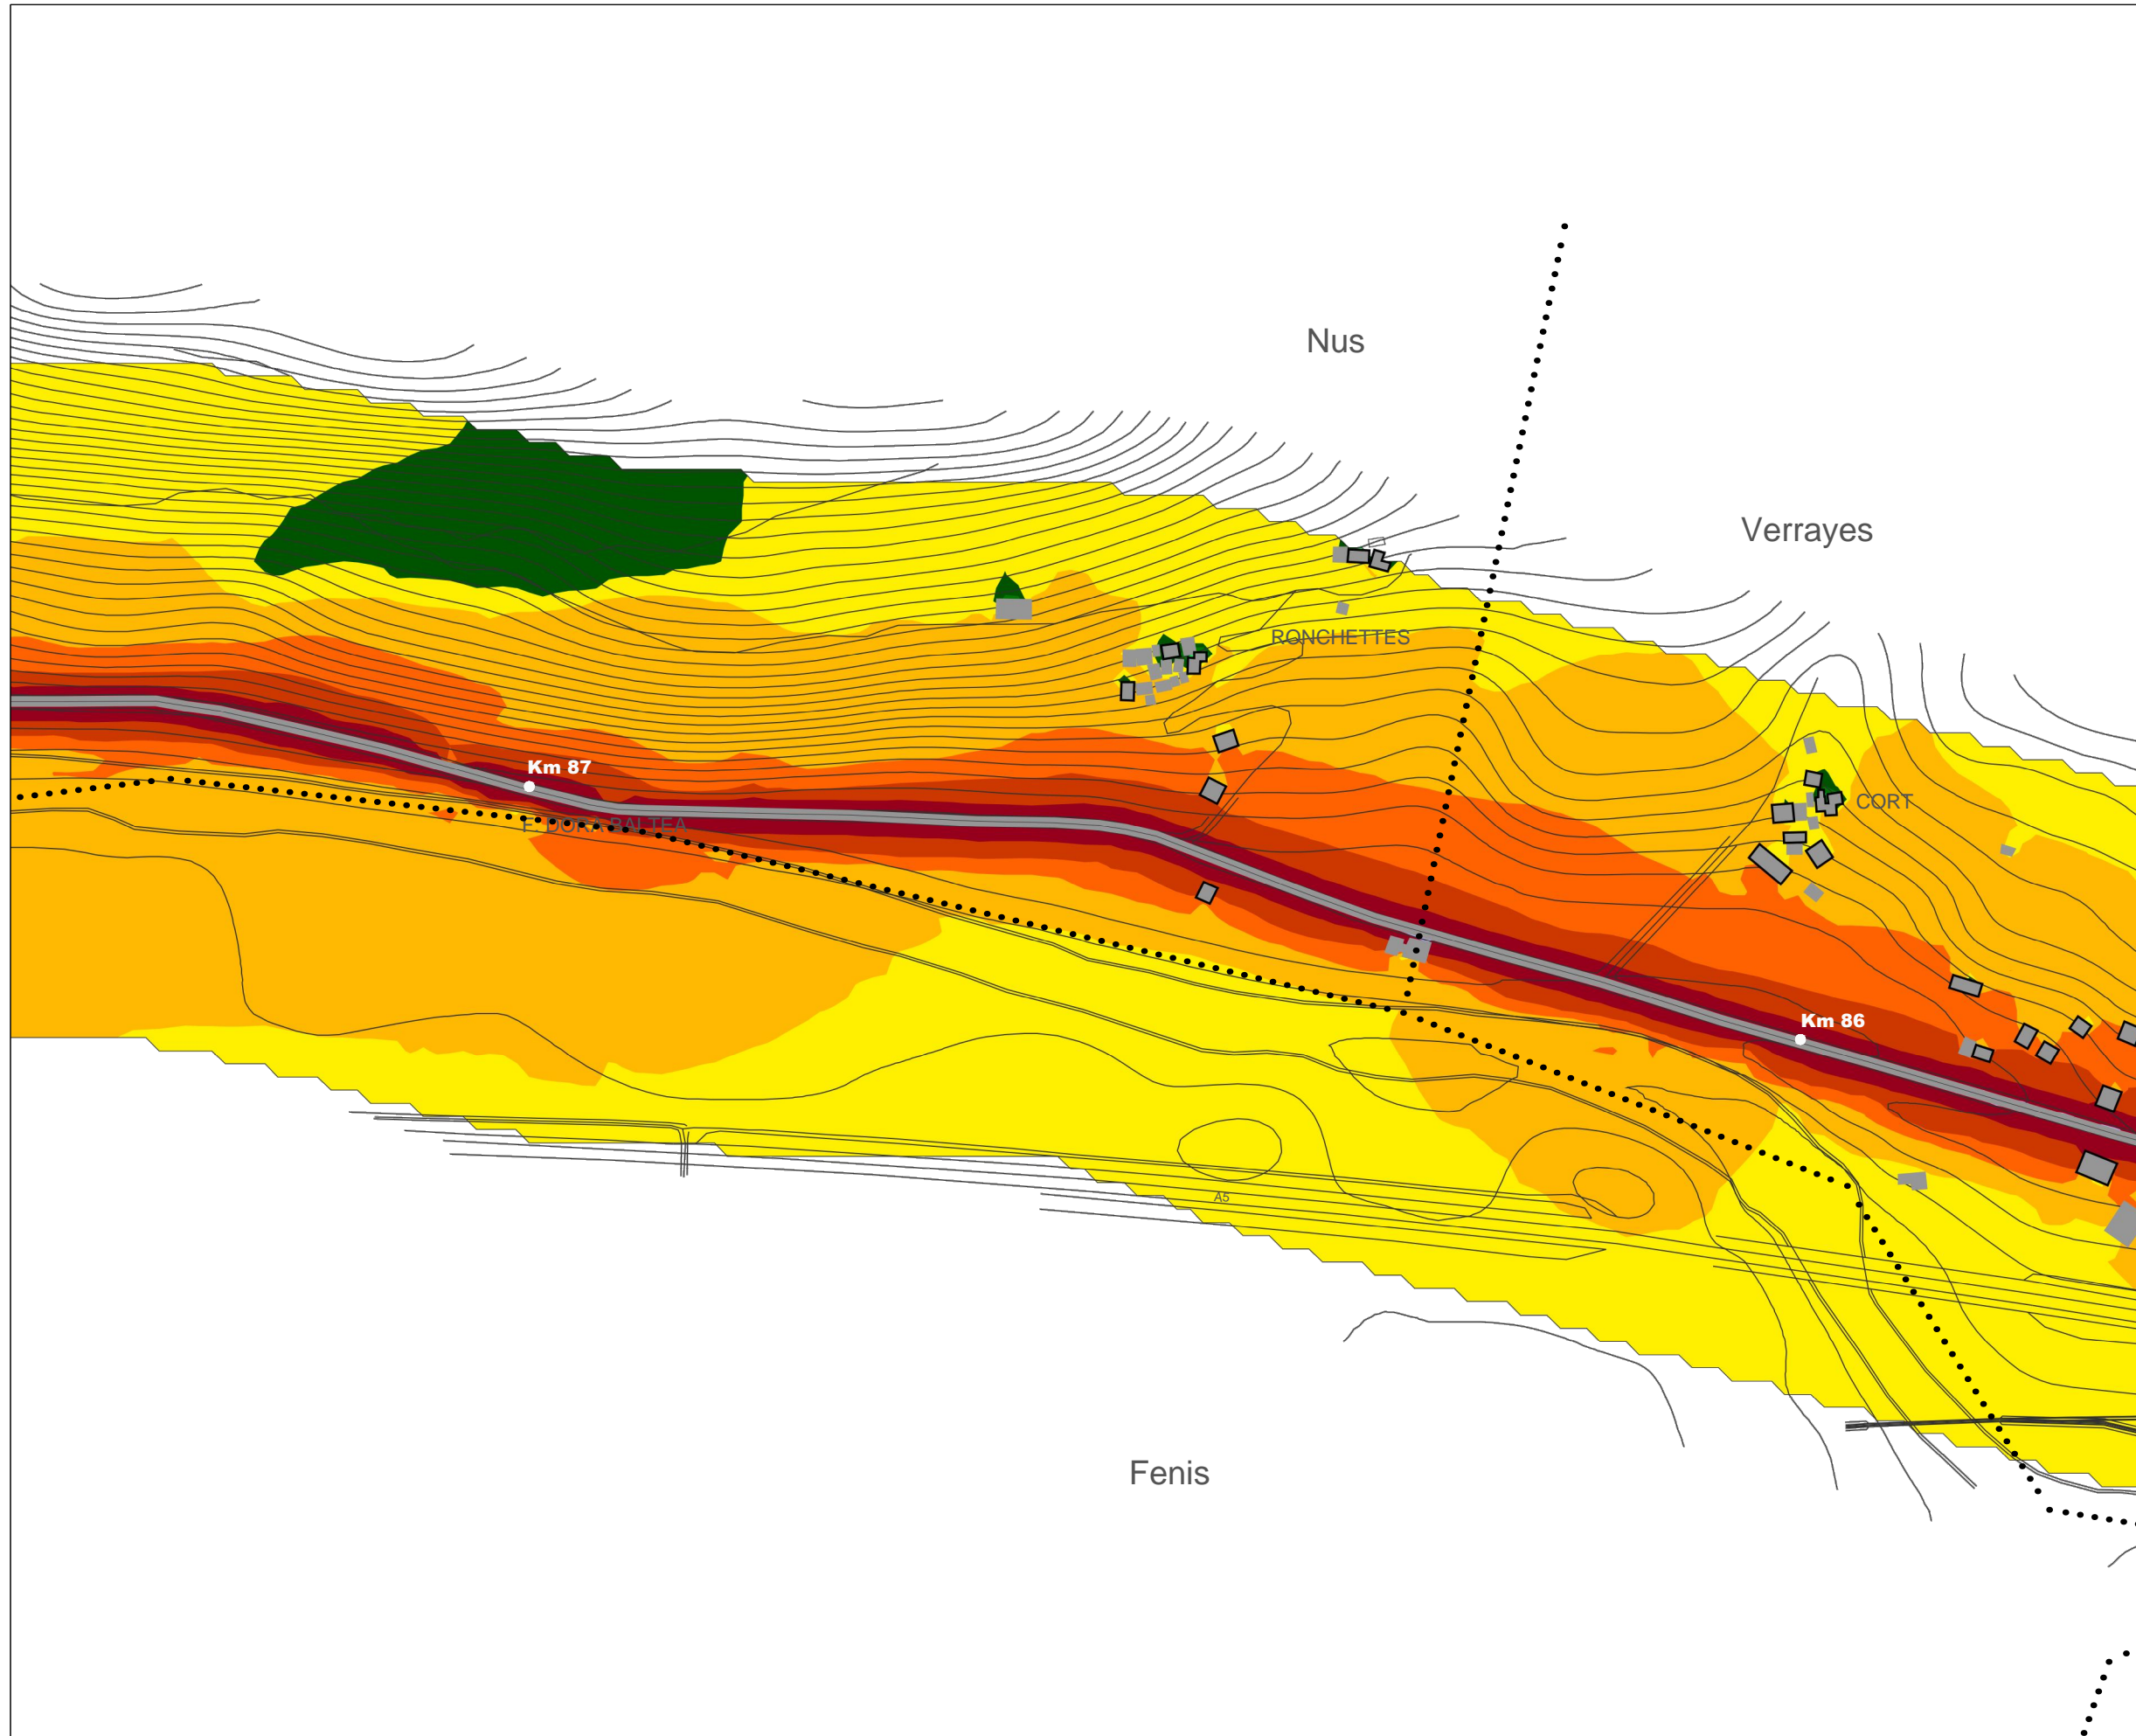 Nus
Verrayes
RONCHETTES
Km 87
CORT
F. DORA BALTEA
Km 86
A5
Fenis